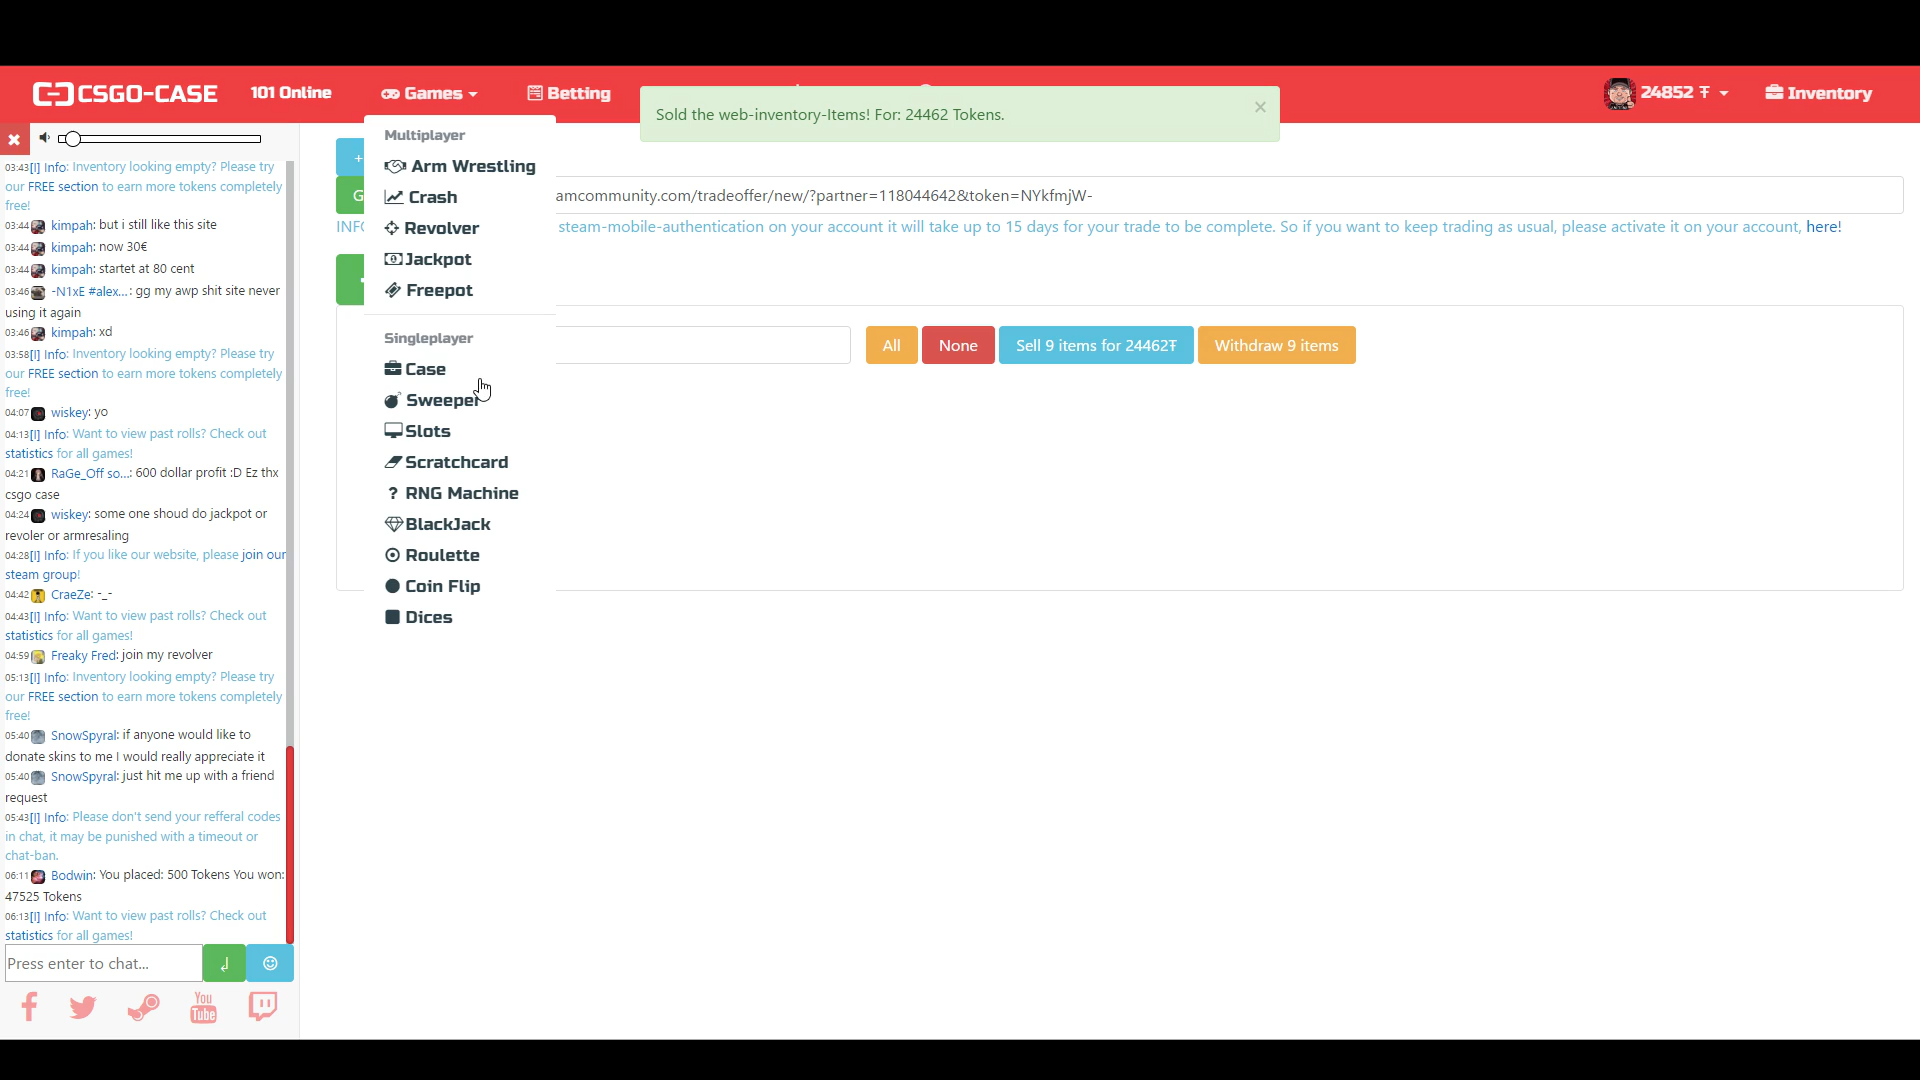 CSGO-CASE
101 Online
Games
Betting
24852 Ŧ
Inventory
Sold the web-inventory-Items! For: 24462 Tokens.
×
03:43[I] Info: Inventory looking empty? Please try
our FREE section to earn more tokens completely
free!
03:44 kimpah: but i still like this site
03:44 kimpah: now 30€
03:44 kimpah: startet at 80 cent
03:46 -N1xE #alex...: gg my awp shit site never
using it again
03:46 kimpah: xd
03:58[I] Info: Inventory looking empty? Please try
our FREE section to earn more tokens completely
free!
04:07 wiskey: yo
04:13[I] Info: Want to view past rolls? Check out
statistics for all games!
04:21 RaGe_Off so...: 600 dollar profit :D Ez thx
csgo case
04:24 wiskey: some one shoud do jackpot or
revoler or armresaling
04:28[I] Info: If you like our website, please join our
steam group!
04:42 CraeZe: -_-
04:43[I] Info: Want to view past rolls? Check out
statistics for all games!
04:59 Freaky Fred: join my revolver
05:13[I] Info: Inventory looking empty? Please try
our FREE section to earn more tokens completely
free!
05:40 SnowSpyral: if anyone would like to
donate skins to me I would really appreciate it
05:40 SnowSpyral: just hit me up with a friend
request
05:43[I] Info: Please don't send your refferal codes
in chat, it may be punished with a timeout or
chat-ban.
06:11 Bodwin: You placed: 500 Tokens You won:
47525 Tokens
06:13[I] Info: Want to view past rolls? Check out
statistics for all games!
Press enter to chat...
You
Tube
Multiplayer
Arm Wrestling
Crash
Revolver
Jackpot
Freepot
Singleplayer
Case
Sweeper
Slots
Scratchcard
? RNG Machine
BlackJack
Roulette
Coin Flip
Dices
+
G
amcommunity.com/tradeoffer/new/?partner=118044642&token=NYkfmjW-
INFO steam-mobile-authentication on your account it will take up to 15 days for your trade to be complete. So if you want to keep trading as usual, please activate it on your account, here!
All
None
Sell 9 items for 24462Ŧ
Withdraw 9 items